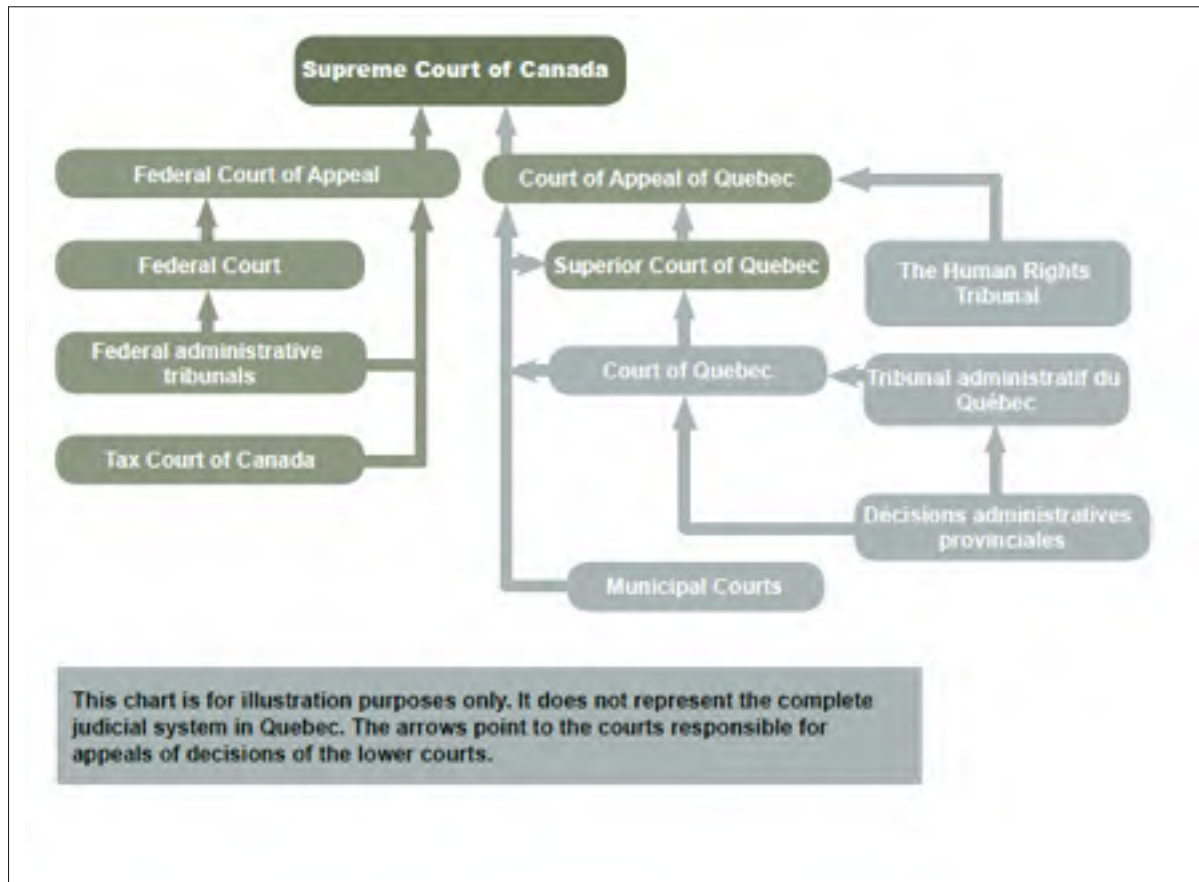 Supreme Court of Canada
Federal Court of Appeal
Court of Appeal of Quebec
Federal Court
Superior Court of Quebec
The Human Rights
Tribunal
Federal administrative
tribunals
Court of Quebec
Tribunal administratif du
Québec
Tax Court of Canada
Décisions administratives
provinciales
Municipal Courts
This chart is for illustration purposes only. It does not represent the complete
judicial system in Quebec. The arrows point to the courts responsible for
appeals of decisions of the lower courts.